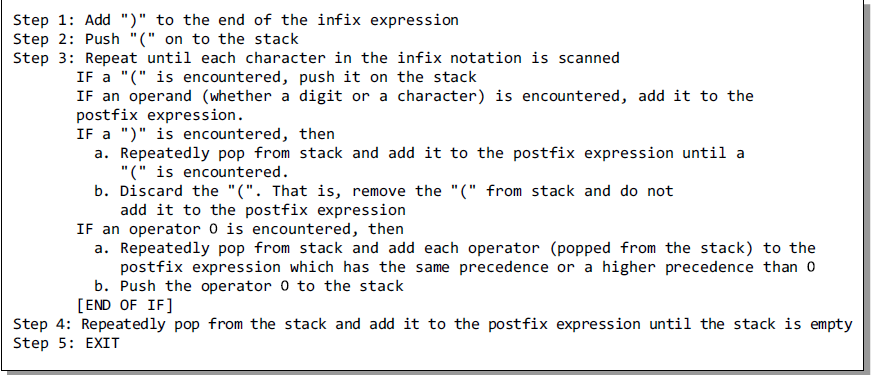 Step 1: Add ")" to the end of the infix expression
Step 2: Push "(" on to the stack
Step 3: Repeat until each character in the infix notation is scanned
IF a "(" is encountered, push it on the stack
IF an operand (whether a digit or a character) is encountered, add it to the
postfix expression.
IF a ")" is encountered, then
a. Repeatedly pop from stack and add it to the postfix expression until a
"(" is encountered.
b. Discard the "(". That is, remove the "(" from stack and do not
add it to the postfix expression
IF an operator O is encountered, then
a. Repeatedly pop from stack and add each operator (popped from the stack) to the
postfix expression which has the same precedence or a higher precedence than O
b. Push the operator O to the stack
[END OF IF]
Step 4: Repeatedly pop from the stack and add it to the postfix expression until the stack is empty
Step 5: EXIT